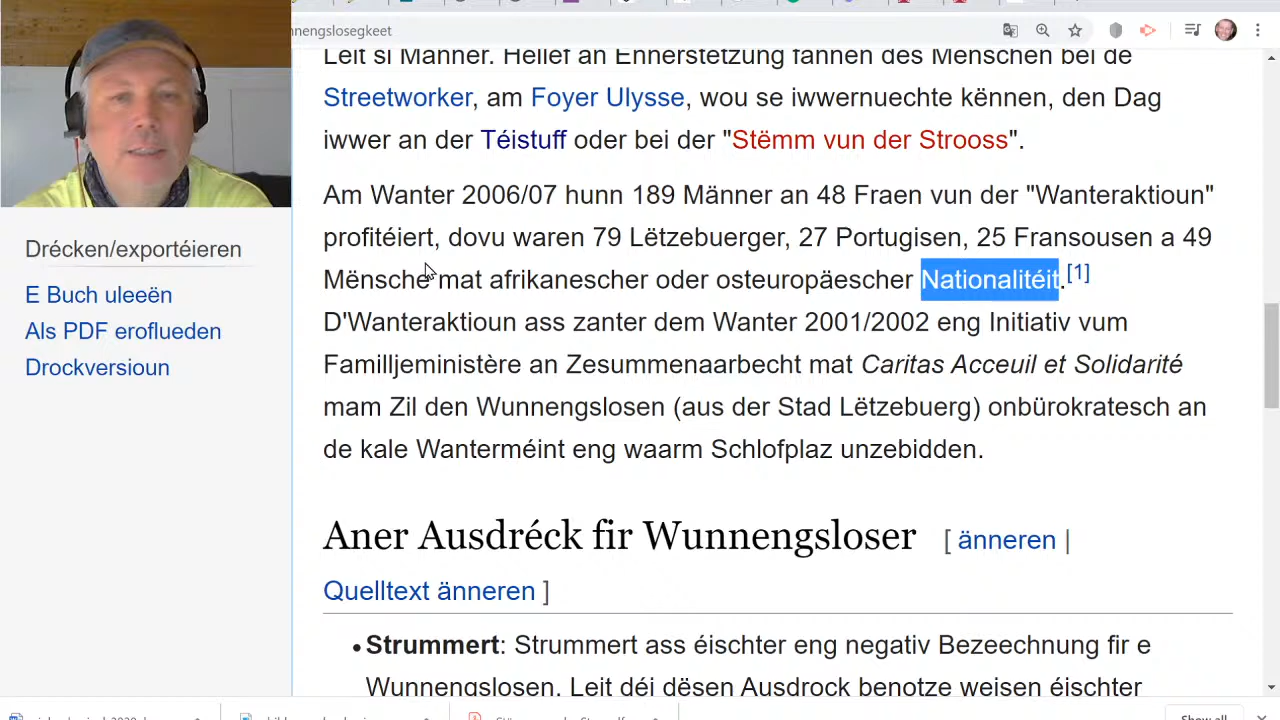 nnengslosegkeet
Leit si Männer. Hëllef an Ënnerstëtzung fannen dës Mënschen bei de
Streetworker, am Foyer Ulysse, wou se iwwernuechte kënnen, den Dag
iwwer an der Téistuff oder bei der "Stëmm vun der Strooss".
Am Wanter 2006/07 hunn 189 Männer an 48 Fraen vun der "Wanteraktioun"
profitéiert, dovu waren 79 Lëtzebuerger, 27 Portugisen, 25 Fransousen a 49
Mënsche mat afrikanescher oder osteuropäescher Nationalitéit.[1]
D'Wanteraktioun ass zanter dem Wanter 2001/2002 eng Initiativ vum
Familljeministère an Zesummenaarbecht mat Caritas Acceuil et Solidarité
mam Zil den Wunnengslosen (aus der Stad Lëtzebuerg) onbürokratesch an
de kale Wanterméint eng waarm Schlofplaz unzebidden.
Drécken/exportéieren
E Buch uleeën
Als PDF eroflueden
Drockversioun
Aner Ausdréck fir Wunnengsloser [ änneren |
Quelltext änneren ]
• Strummert: Strummert ass éischter eng negativ Bezeechnung fir e
Wunnengslosen. Leit déi dësen Ausdrock benotze weisen éischter
Show all